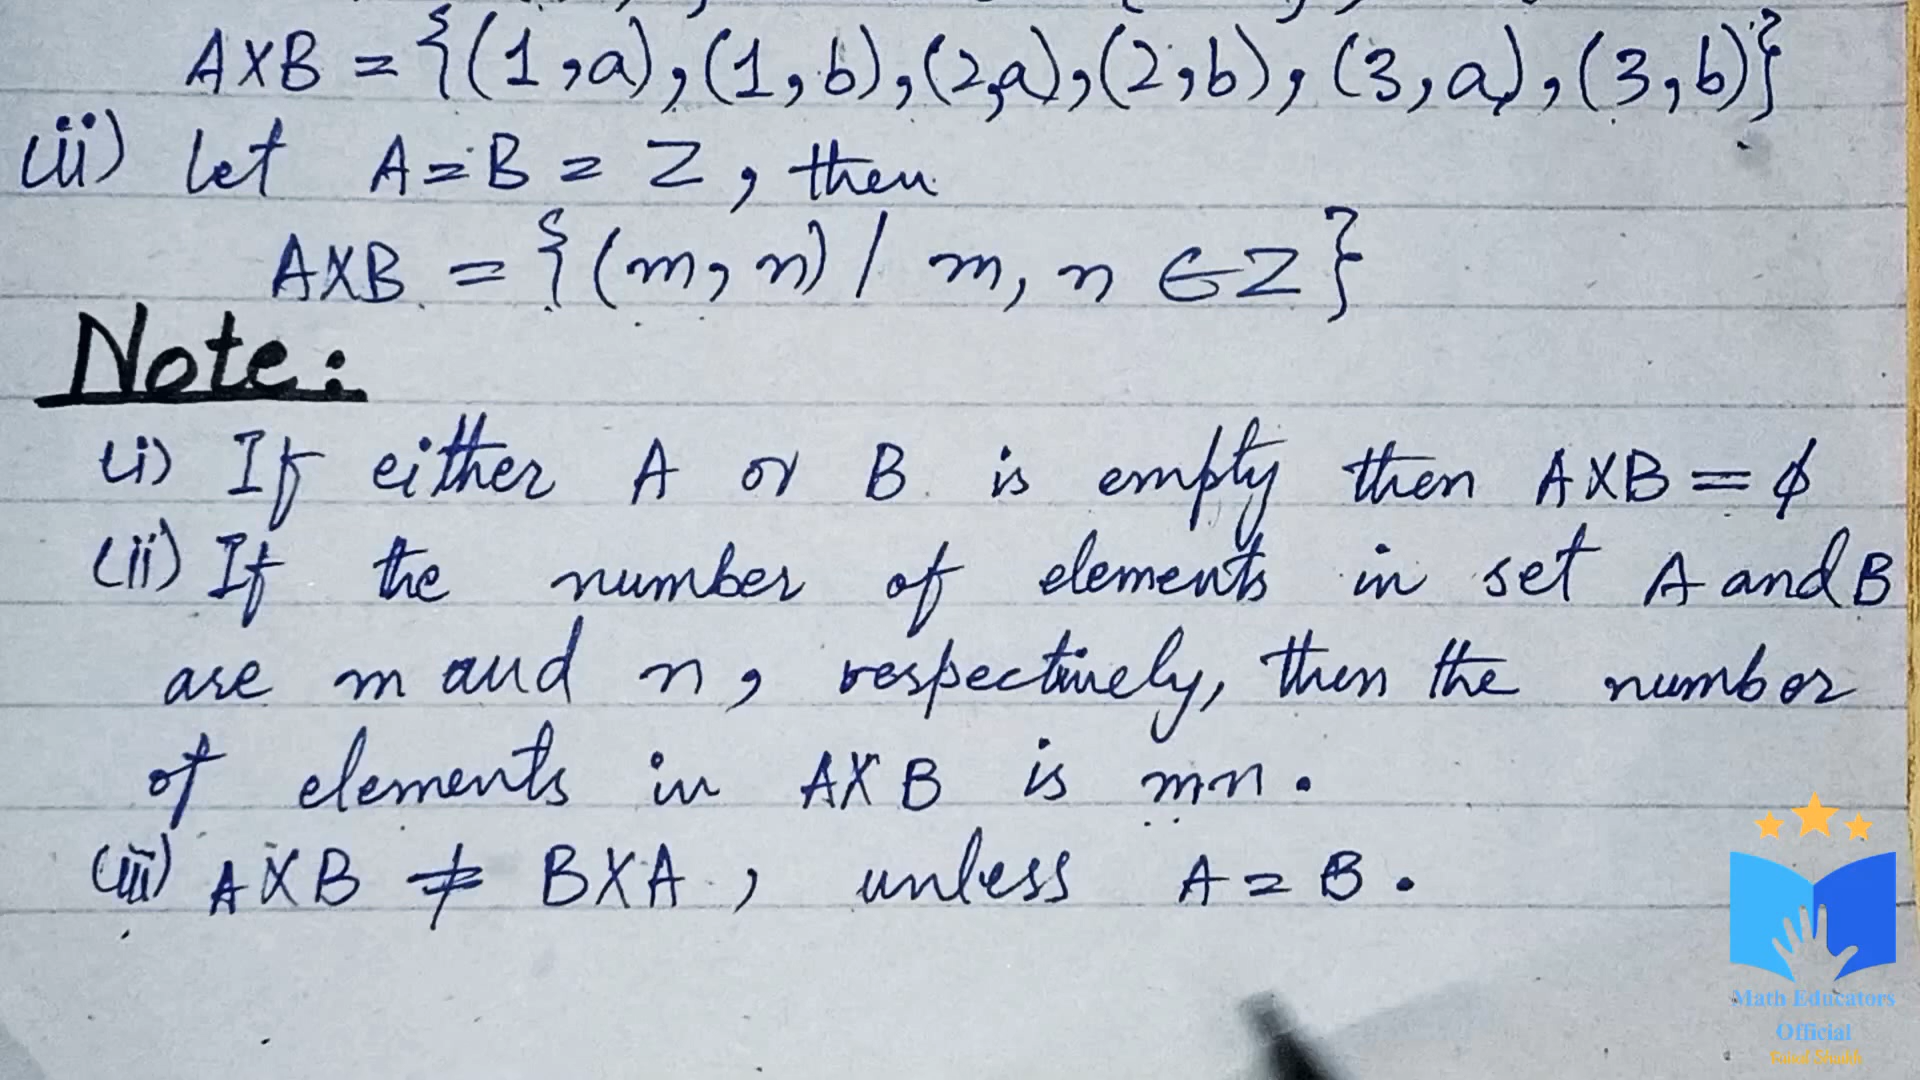 A×B = {(1,a),(1,b),(2,a),(2,b),(3,a),(3,b)}
(ii) let A=B=Z, then
A×B = {(m,n) / m,n ∈ Z}
Note:
(i) If either A or B is empty then A×B=ϕ
(ii) If the number of elements in set A and B
are m and n, respectively, then the number
of elements in A×B is mn.
(iii) A×B ≠ B×A, unless A=B.
Math Educators
Official